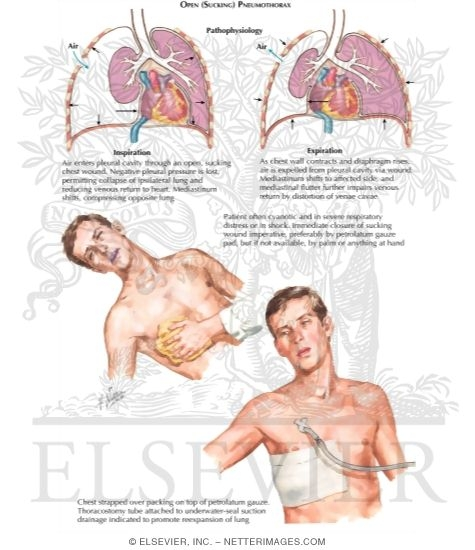 OPEN (SUCKING) PNEUMOTHORAX
Pathophysiology
Air
Air
Inspiration
Air enters pleural cavity through an open, sucking
chest wound. Negative pleural pressure is lost,
permitting collapse of ipsilateral lung and
reducing venous return to heart. Mediastinum
shifts, compressing opposite lung
Expiration
As chest wall contracts and diaphragm rises,
air is expelled from pleural cavity via wound.
Mediastinum shifts to affected side, and
mediastinal flutter further impairs venous
return by distortion of venae cavae.
Patient often cyanotic and in severe respiratory
distress or in shock. Immediate closure of sucking
wound imperative, preferably by petrolatum gauze
pad, but if not available, by palm or anything at hand
ELSEVIER
Chest strapped over packing on top of petrolatum gauze.
Thoracostomy tube attached to underwater-seal suction
drainage indicated to promote reexpansion of lung
© ELSEVIER, INC. – NETTERIMAGES.COM